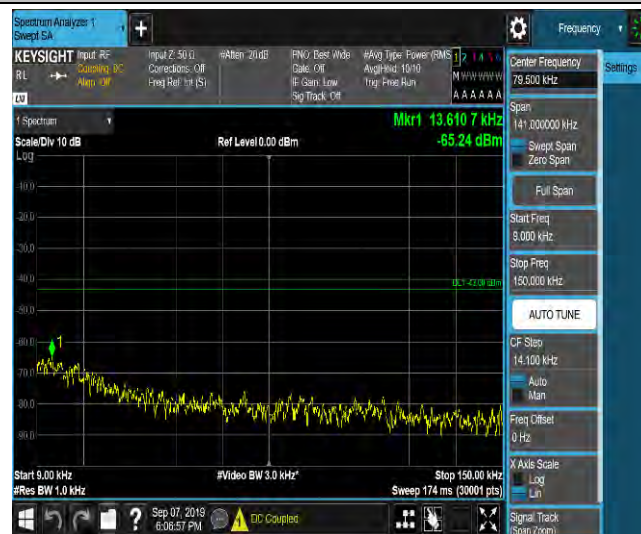 Spectrum Analyzer 1
Swept SA
Frequency
KEYSIGHT Input: RF
RL Coupling: DC
Align: Off
Input Z: 50 Ω
Corrections: Off
Freq Ref: Int (S)
#Atten: 20 dB
PNO: Best Wide
Gate: Off
IF Gain: Low
Sig Track: Off
#Avg Type: Power (RMS
Avg|Hold: 10/10
Trig: Free Run
1 2 3 4 5 6
M W W W W W
A A A A A A
LW
1 Spectrum
Scale/Div 10 dB
Log
Ref Level 0.00 dBm
Mkr1 13.610 7 kHz
-65.24 dBm
-10.0
-20.0
-30.0
-40.0
-60.0
-70.0
-80.0
-90.0
1
Start 9.00 kHz
#Res BW 1.0 kHz
#Video BW 3.0 kHz*
Stop 150.00 kHz
Sweep 174 ms (30001 pts)
Sep 07, 2019
6:06:57 PM
DC Coupled
Center Frequency
79.500 kHz
Settings
Span
141.000000 kHz
Swept Span
Zero Span
Full Span
Start Freq
9.000 kHz
Stop Freq
150.000 kHz
AUTO TUNE
CF Step
14.100 kHz
Auto
Man
Freq Offset
0 Hz
X Axis Scale
Log
Lin
Signal Track
(Span Zoom)